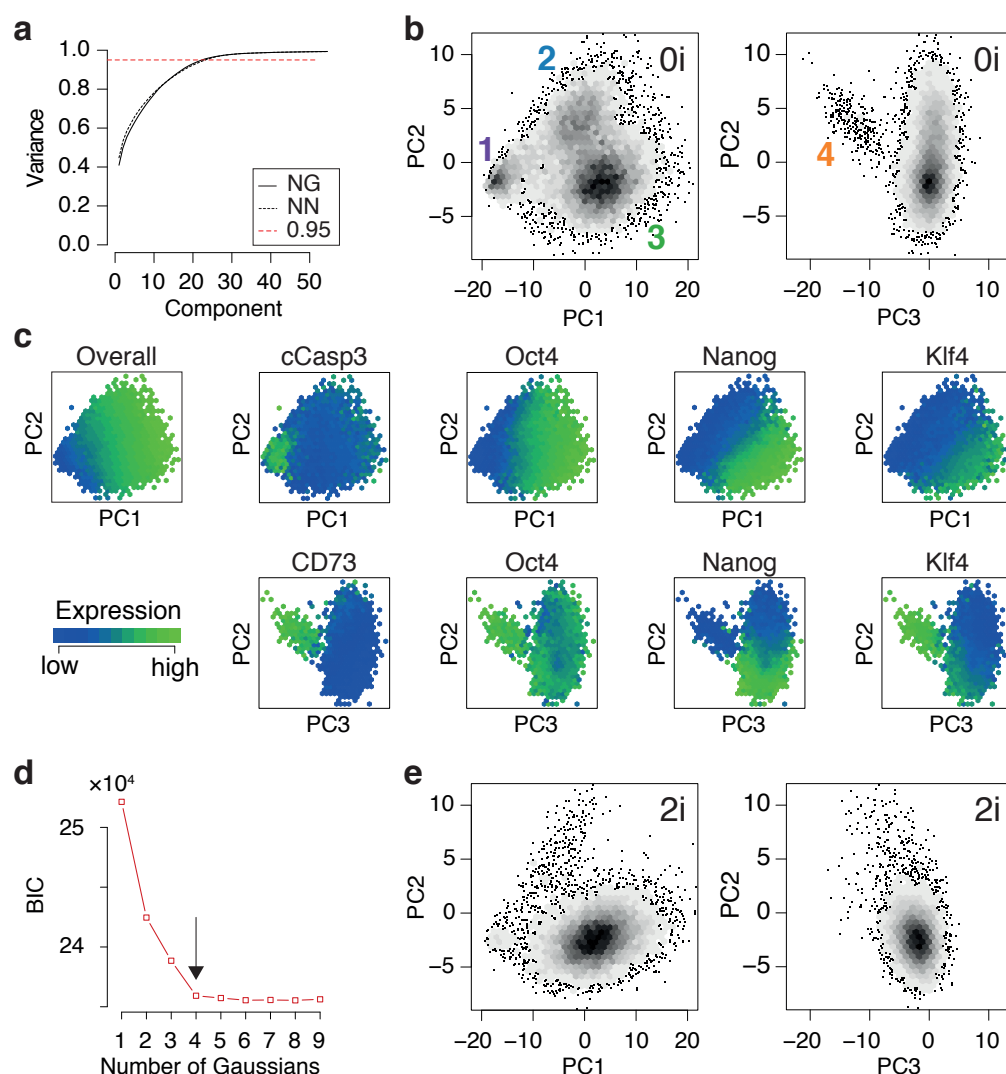 a
1.0
0.8
0.6
0.4
0.2
0.0
Variance
NG
NN
0.95
0 10 20 30 40 50
Component
b
10
5
0
−5
PC2
1
2
3
0i
−20 −10 0 10 20
PC1
10
5
0
−5
PC2
4
0i
−20 −10 0 10
PC3
c
Overall
PC2
PC1
cCasp3
PC2
PC1
Oct4
PC2
PC1
Nanog
PC2
PC1
Klf4
PC2
PC1
Expression
low high
CD73
PC2
PC3
Oct4
PC2
PC3
Nanog
PC2
PC3
Klf4
PC2
PC3
d
×10⁴
25
24
BIC
1 2 3 4 5 6 7 8 9
Number of Gaussians
e
10
5
0
−5
PC2
2i
−20 −10 0 10 20
PC1
10
5
0
−5
PC2
2i
−20 −10 0 10
PC3